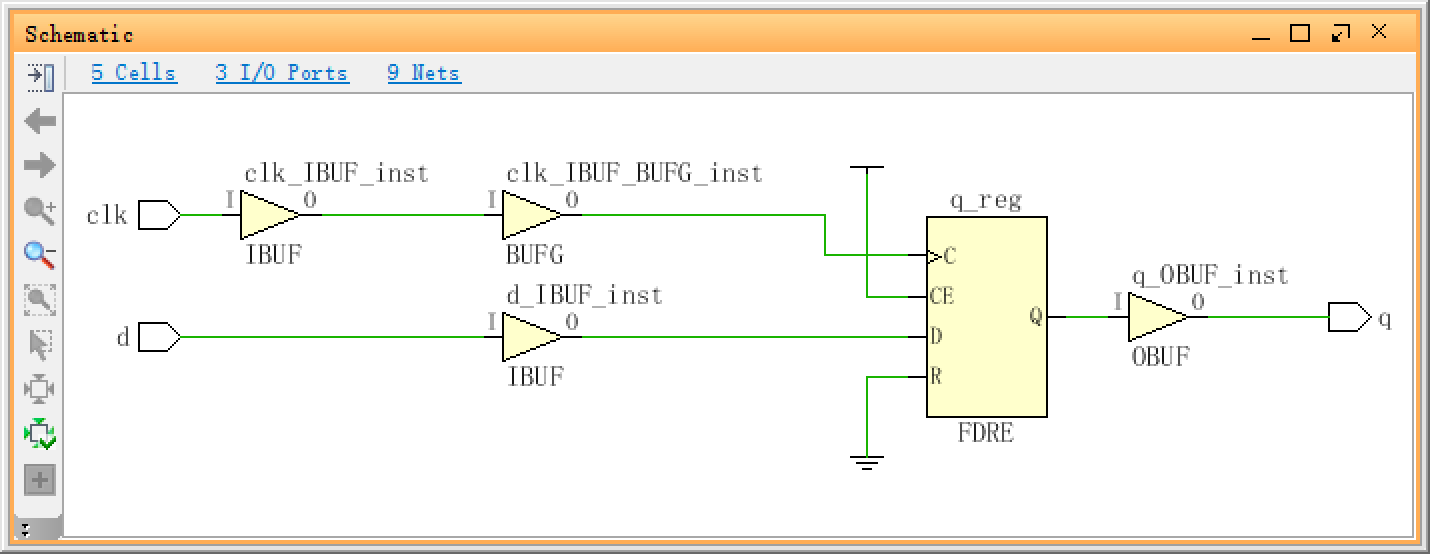 Schematic
5 Cells 3 I/O Ports 9 Nets
clk_IBUF_inst clk_IBUF_BUFG_inst
I O I O q_reg
clk
IBUF BUFG C
d_IBUF_inst CE q_OBUF_inst
I O Q I O
d D q
IBUF R OBUF
FDRE